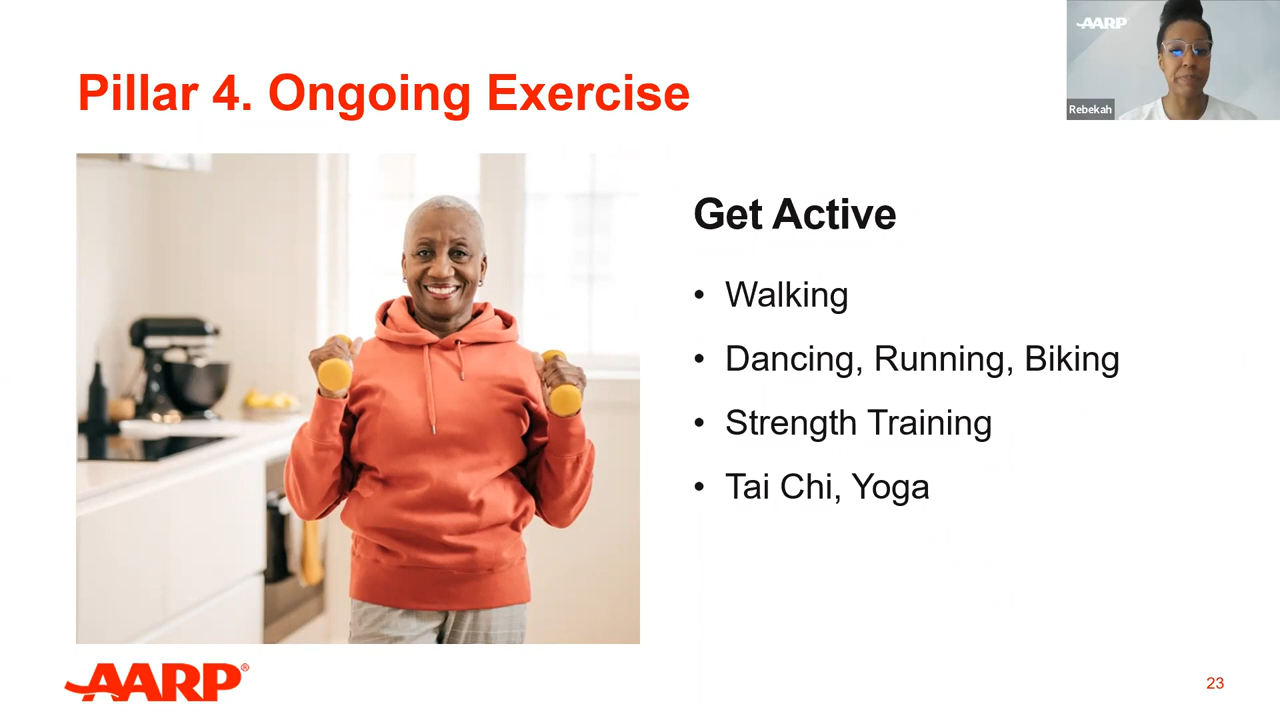 AARP
Rebekah
Pillar 4. Ongoing Exercise
Get Active
• Walking
• Dancing, Running, Biking
• Strength Training
• Tai Chi, Yoga
AARP®
23